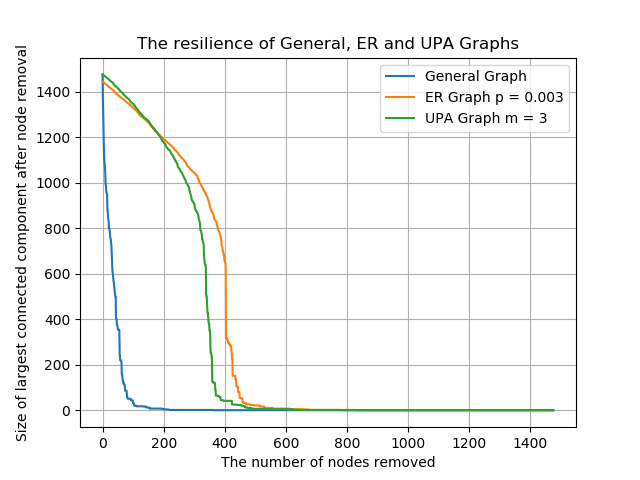 The resilience of General, ER and UPA Graphs
Size of largest connected component after node removal
1400
1200
1000
800
600
400
200
0
General Graph
ER Graph p = 0.003
UPA Graph m = 3
0 200 400 600 800 1000 1200 1400
The number of nodes removed